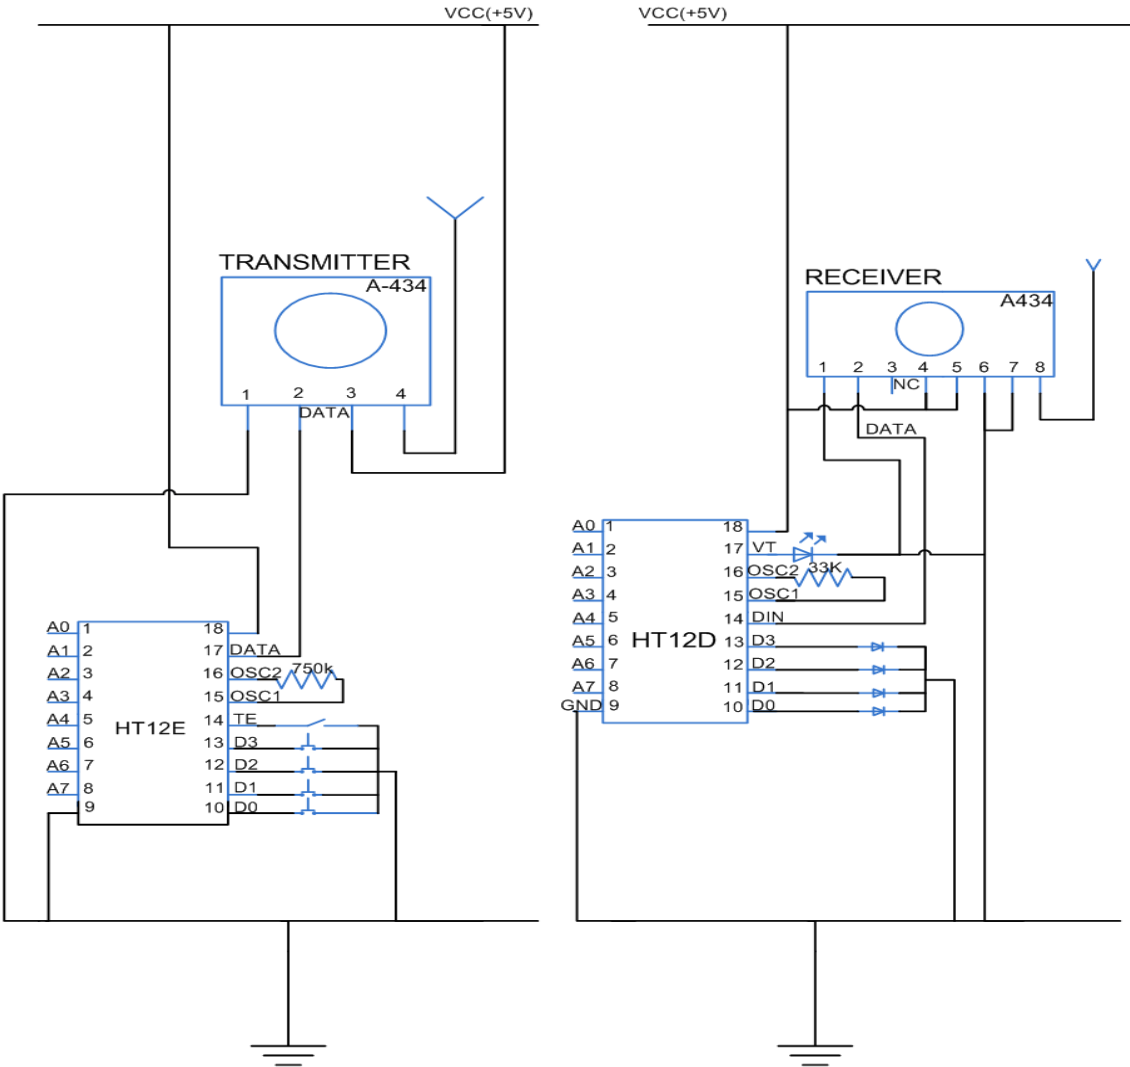 VCC(+5V)
TRANSMITTER
A-434
1 2 3 4
DATA
A0 1 18
A1 2 17 DATA
A2 3 16 OSC2 750k
A3 4 15 OSC1
A4 5 14 TE
HT12E
A5 6 13 D3
A6 7 12 D2
A7 8 11 D1
9 10 D0
VCC(+5V)
RECEIVER
A434
1 2 3 4 5 6 7 8
NC
DATA
A0 1 18
A1 2 17 VT
A2 3 16 OSC2 33K
A3 4 15 OSC1
A4 5 14 DIN
HT12D
A5 6 13 D3
A6 7 12 D2
A7 8 11 D1
GND 9 10 D0